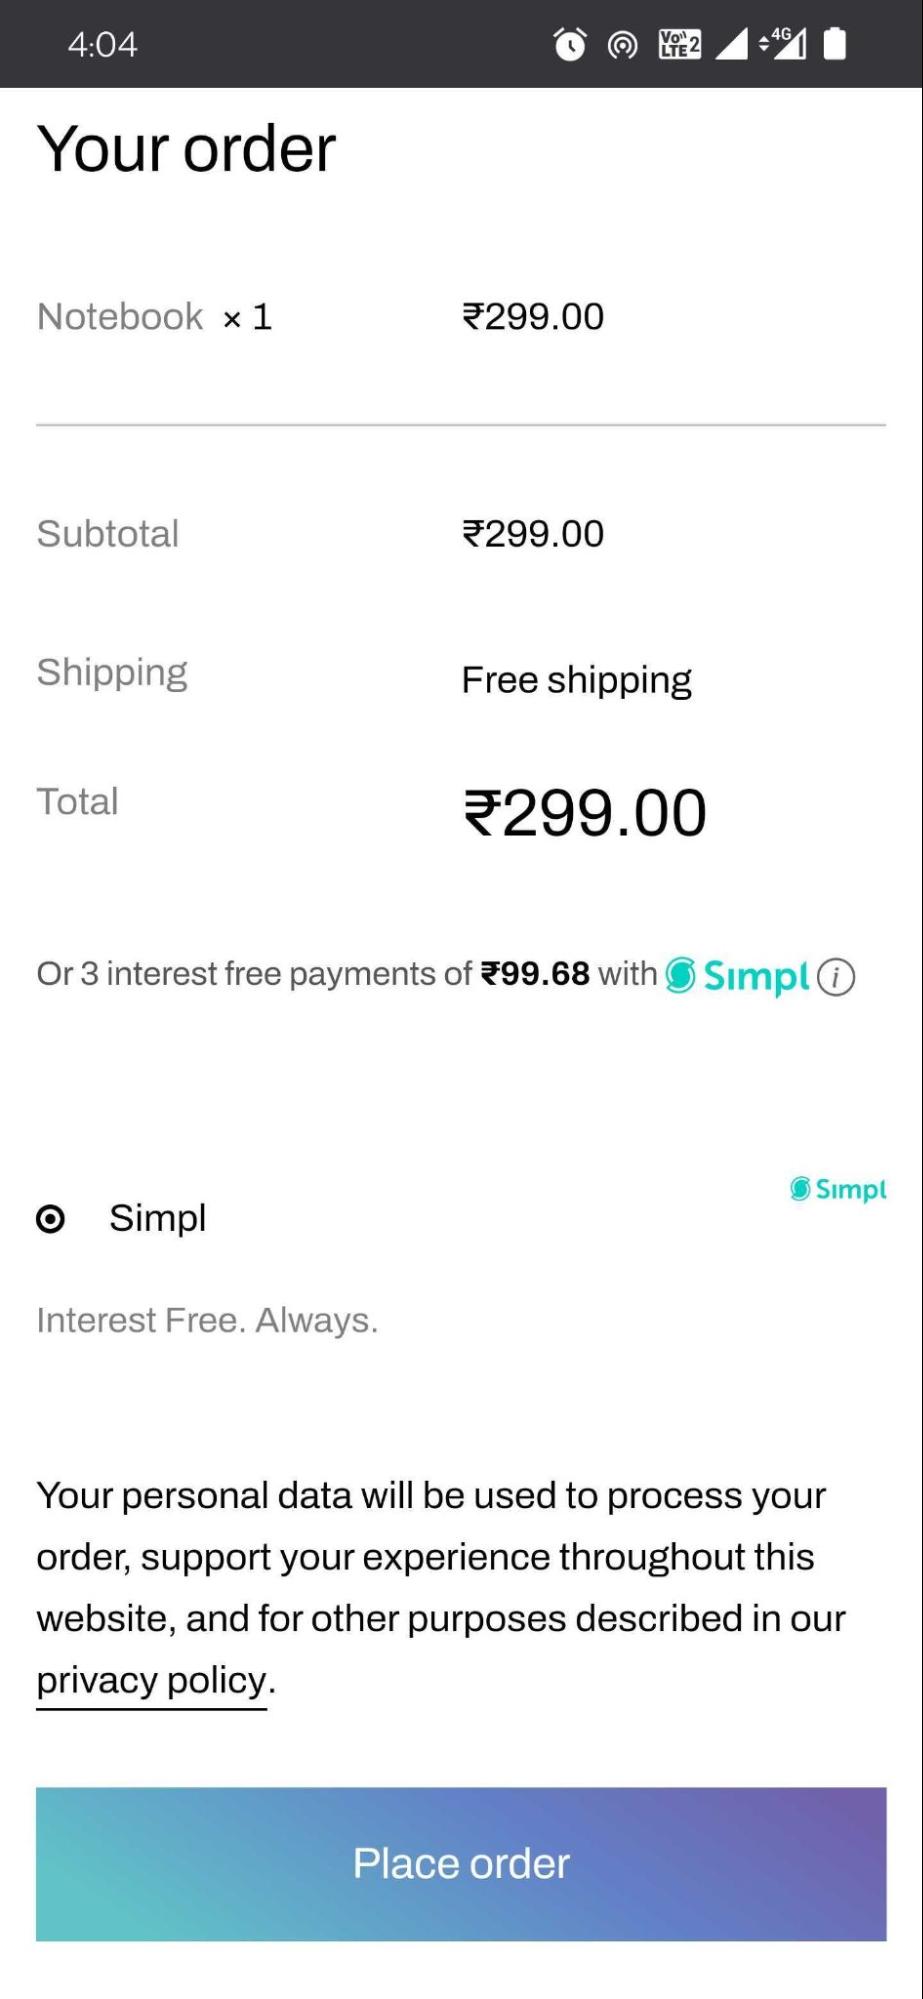 4:04
Vo)) LTE 2 4G
Your order
Notebook × 1 ₹299.00
Subtotal ₹299.00
Shipping Free shipping
Total ₹299.00
Or 3 interest free payments of ₹99.68 with Simpl i
Simpl
Simpl
Interest Free. Always.
Your personal data will be used to process your
order, support your experience throughout this
website, and for other purposes described in our
privacy policy.
Place order